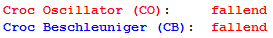 Croc Oscillator (CO): fallend
Croc Beschleuniger (CB): fallend